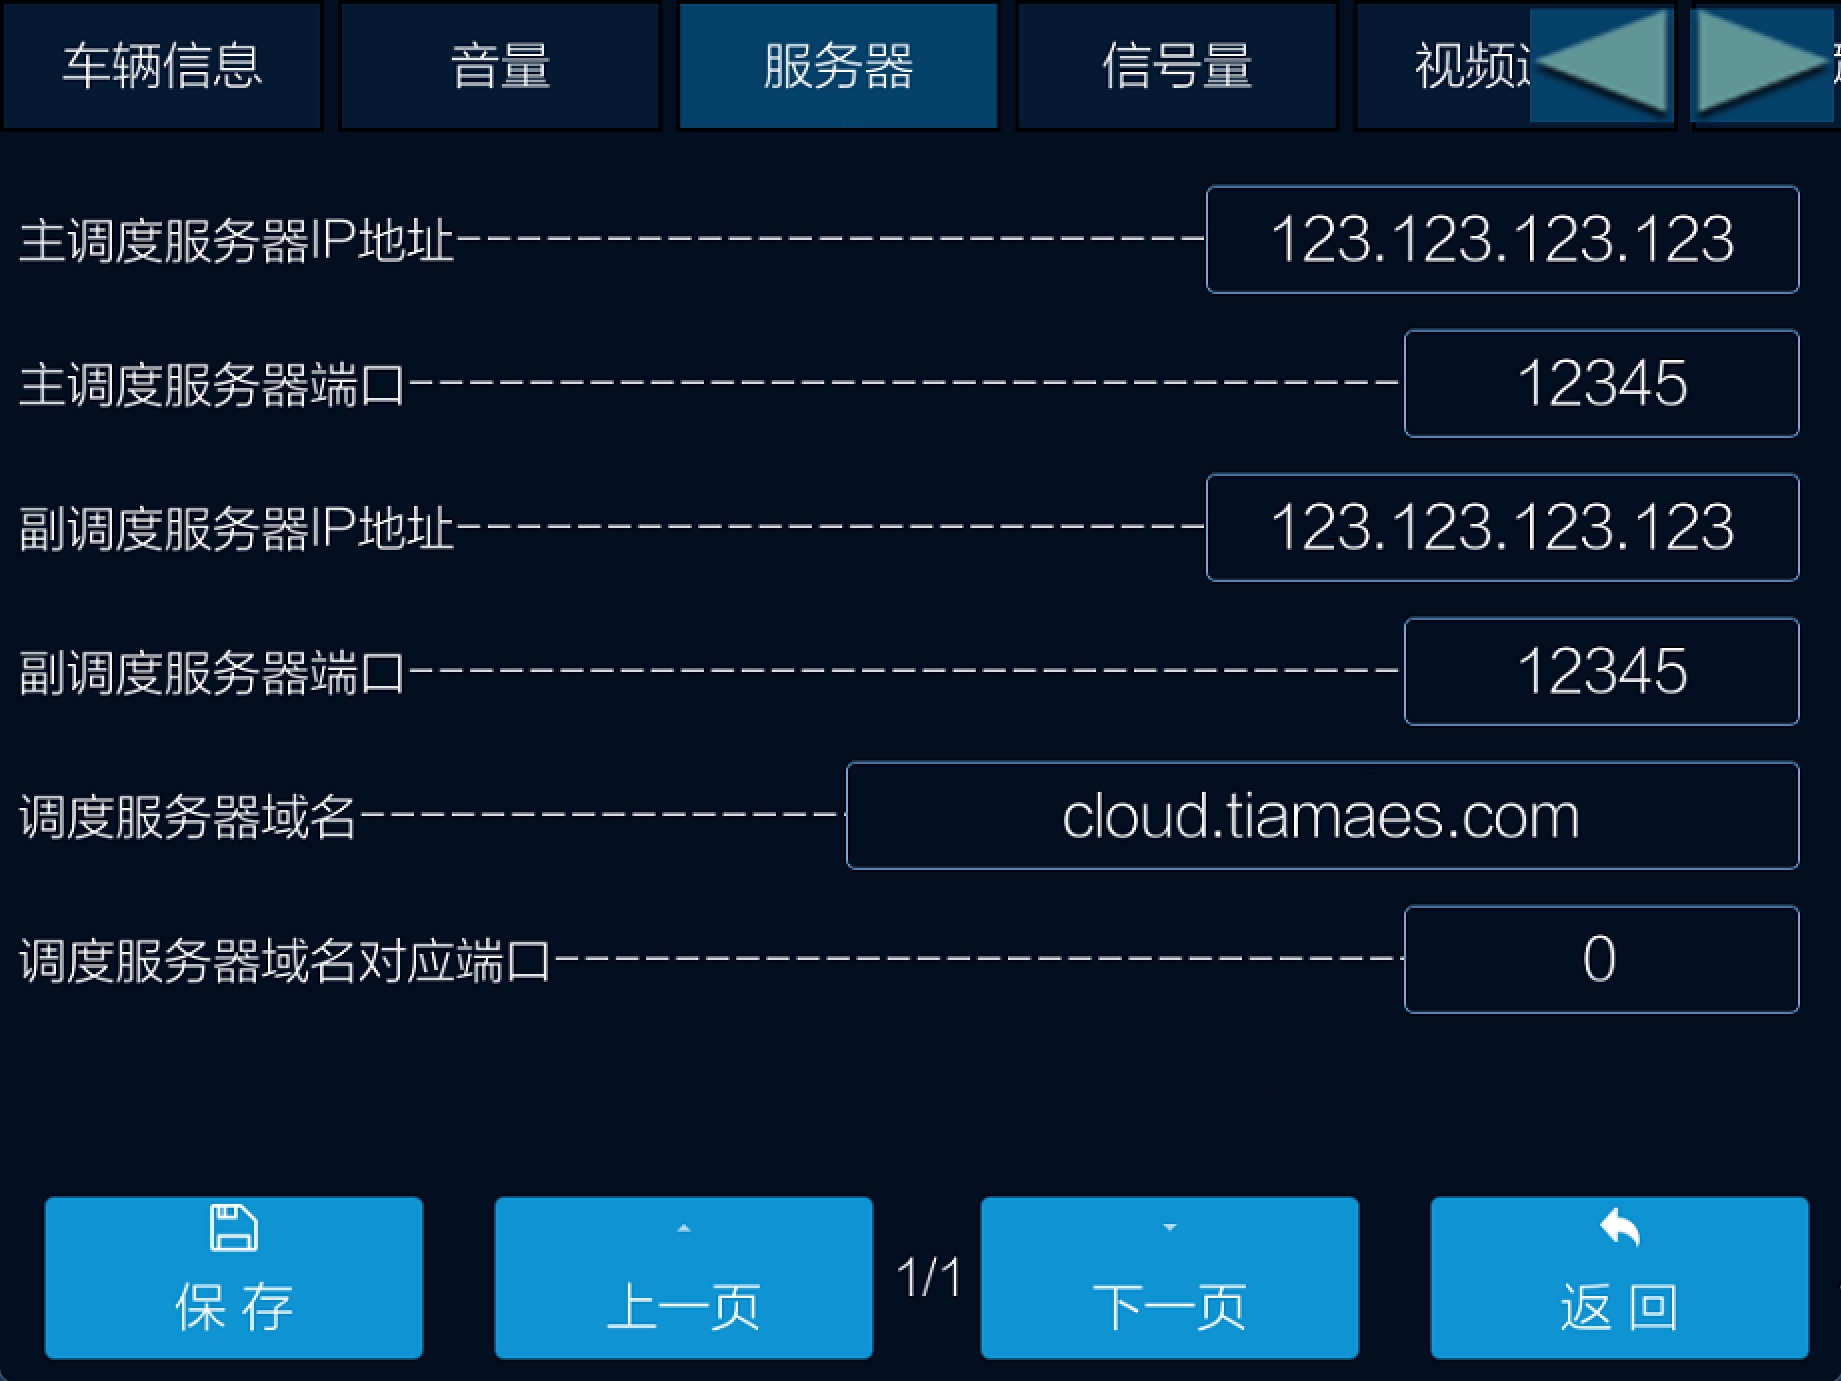 车辆信息 音量 服务器 信号量 视频
主调度服务器IP地址 123.123.123.123
主调度服务器端口 12345
副调度服务器IP地址 123.123.123.123
副调度服务器端口 12345
调度服务器域名 cloud.tiamaes.com
调度服务器域名对应端口 0
保存 上一页 1/1 下一页 返回